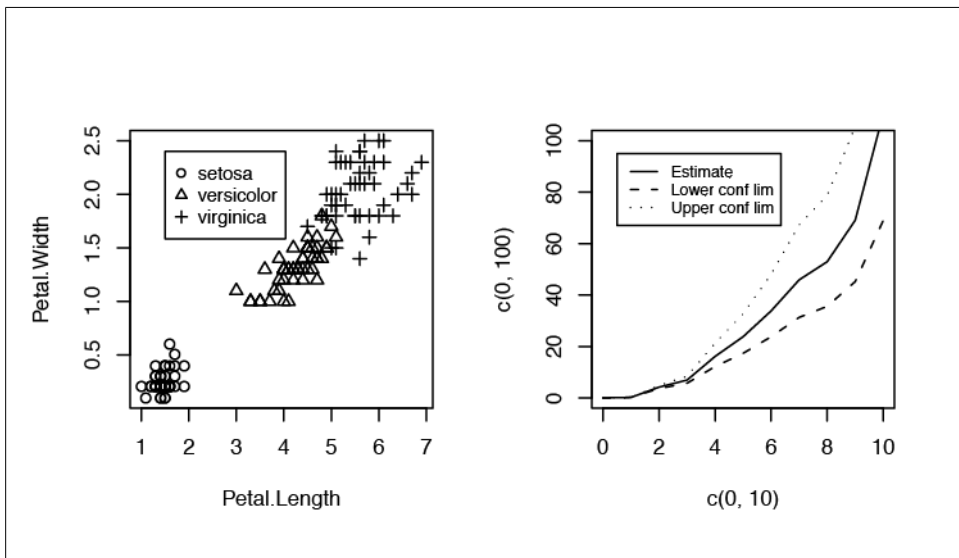 2.5
2.0
1.5
1.0
0.5
Petal.Width
setosa
versicolor
virginica
1 2 3 4 5 6 7
Petal.Length
100
80
60
40
20
0
c(0, 100)
Estimate
Lower conf lim
Upper conf lim
0 2 4 6 8 10
c(0, 10)